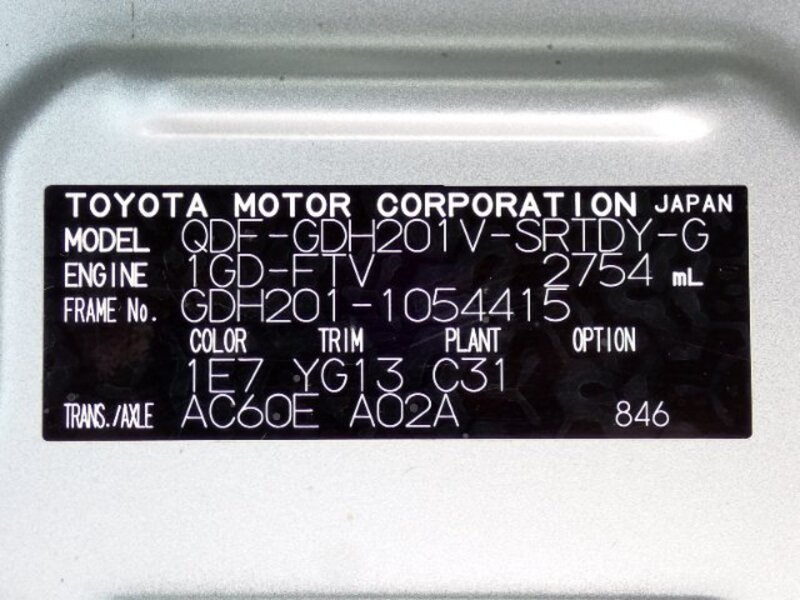 TOYOTA MOTOR CORPORATION JAPAN
MODEL QDF-GDH201V-SRTDY-G
ENGINE 1GD-FTV 2754 mL
FRAME No. GDH201-1054415
COLOR TRIM PLANT OPTION
1E7 YG13 C31
TRANS./AXLE AC60E A02A 846